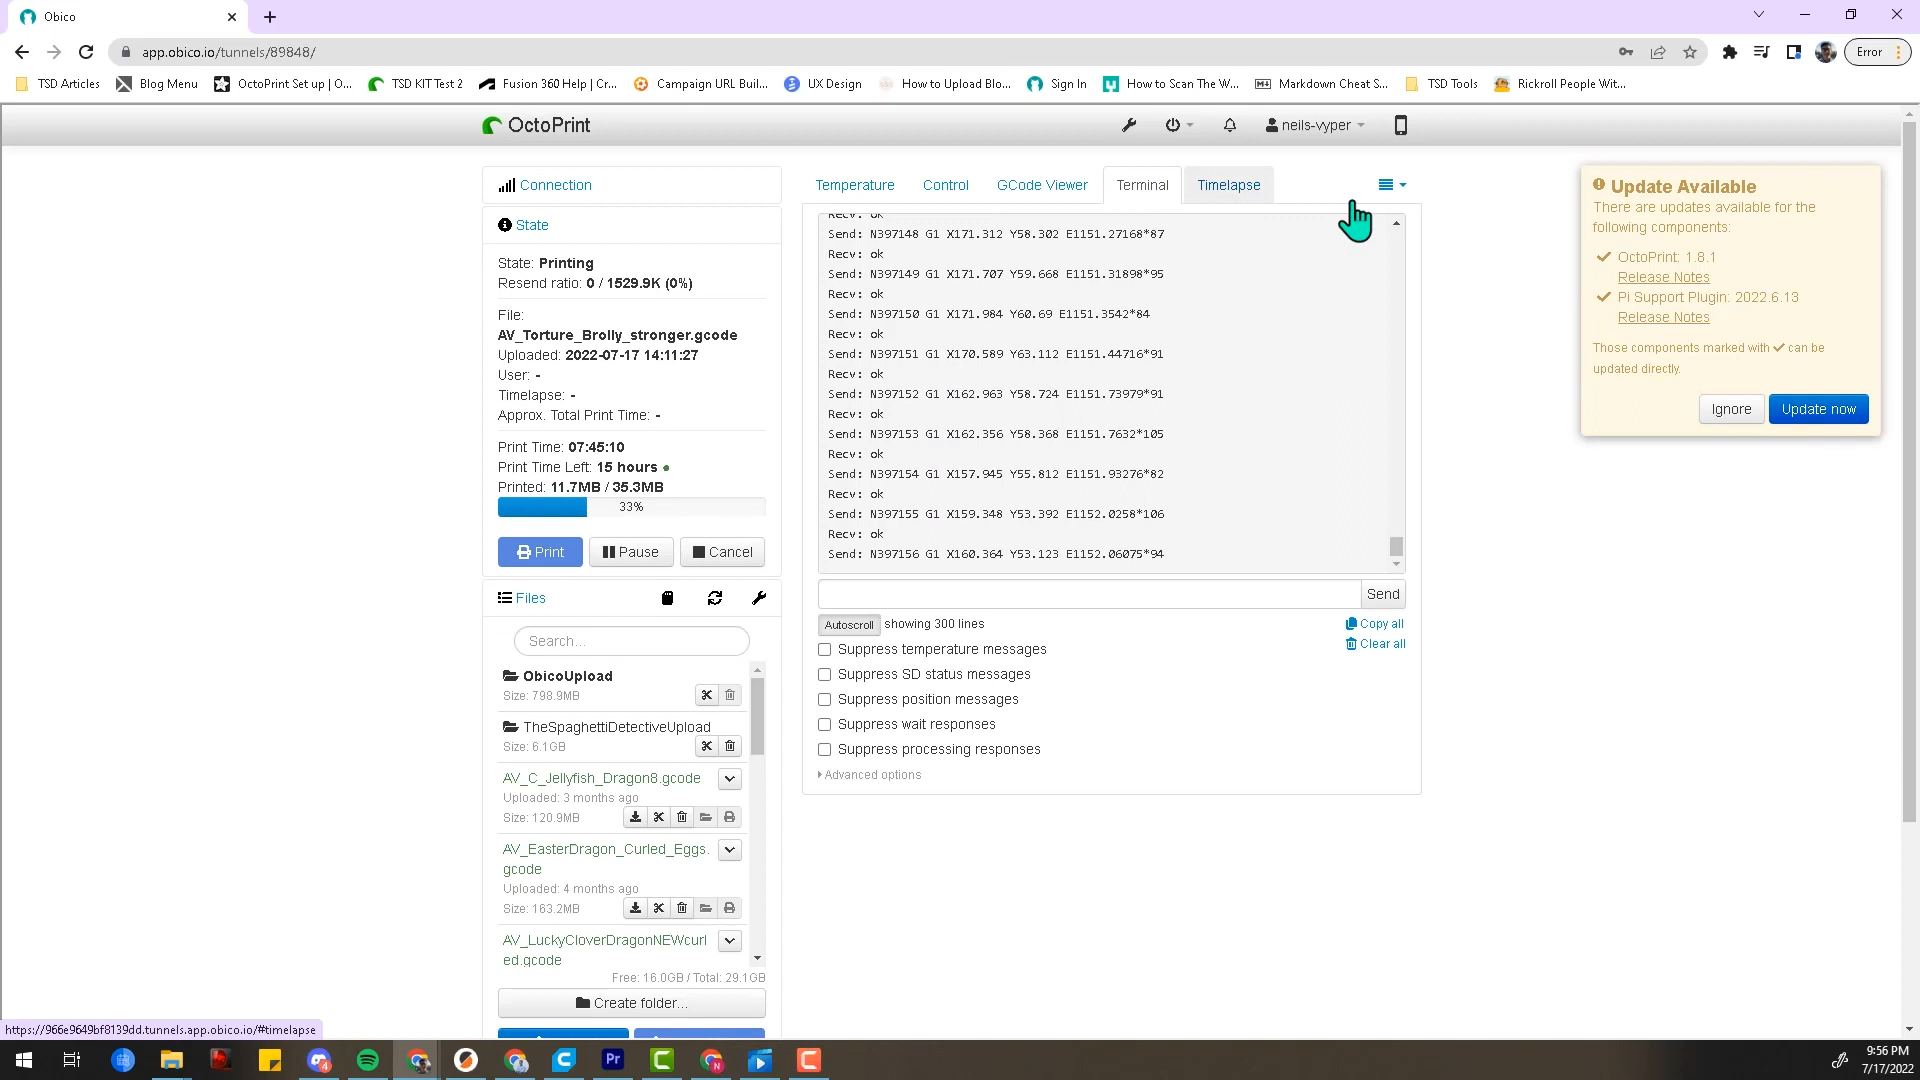 Obico
app.obico.io/tunnels/89848/
Error
TSD Articles
Blog Menu
OctoPrint Set up | O...
TSD KIT Test 2
Fusion 360 Help | Cr...
Campaign URL Buil...
UX Design
How to Upload Blo...
Sign In
How to Scan The W...
Markdown Cheat S...
TSD Tools
Rickroll People Wit...
OctoPrint
neils-vyper
Connection
State
State: Printing
Resend ratio: 0 / 1529.9K (0%)
File:
AV_Torture_Brolly_stronger.gcode
Uploaded: 2022-07-17 14:11:27
User: -
Timelapse: -
Approx. Total Print Time: -
Print Time: 07:45:10
Print Time Left: 15 hours
Printed: 11.7MB / 35.3MB
33%
Print
Pause
Cancel
Files
Search...
ObicoUpload
Size: 798.9MB
TheSpaghettiDetectiveUpload
Size: 6.1GB
AV_C_Jellyfish_Dragon8.gcode
Uploaded: 3 months ago
Size: 120.9MB
AV_EasterDragon_Curled_Eggs.
gcode
Uploaded: 4 months ago
Size: 163.2MB
AV_LuckyCloverDragonNEWcurl
ed.gcode
Free: 16.0GB / Total: 29.1GB
Create folder...
Temperature
Control
GCode Viewer
Terminal
Timelapse
Recv: ok
Send: N397148 G1 X171.312 Y58.302 E1151.27168*87
Recv: ok
Send: N397149 G1 X171.707 Y59.668 E1151.31898*95
Recv: ok
Send: N397150 G1 X171.984 Y60.69 E1151.3542*84
Recv: ok
Send: N397151 G1 X170.589 Y63.112 E1151.44716*91
Recv: ok
Send: N397152 G1 X162.963 Y58.724 E1151.73979*91
Recv: ok
Send: N397153 G1 X162.356 Y58.368 E1151.7632*105
Recv: ok
Send: N397154 G1 X157.945 Y55.812 E1151.93276*82
Recv: ok
Send: N397155 G1 X159.348 Y53.392 E1152.0258*106
Recv: ok
Send: N397156 G1 X160.364 Y53.123 E1152.06075*94
Send
Autoscroll showing 300 lines
Copy all
Clear all
Suppress temperature messages
Suppress SD status messages
Suppress position messages
Suppress wait responses
Suppress processing responses
Advanced options
Update Available
There are updates available for the
following components:
OctoPrint: 1.8.1
Release Notes
Pi Support Plugin: 2022.6.13
Release Notes
Those components marked with ✔ can be
updated directly.
Ignore
Update now
https://966e9649bf8139dd.tunnels.app.obico.io/#timelapse
4
Pr
C
N
C
9:56 PM
7/17/2022